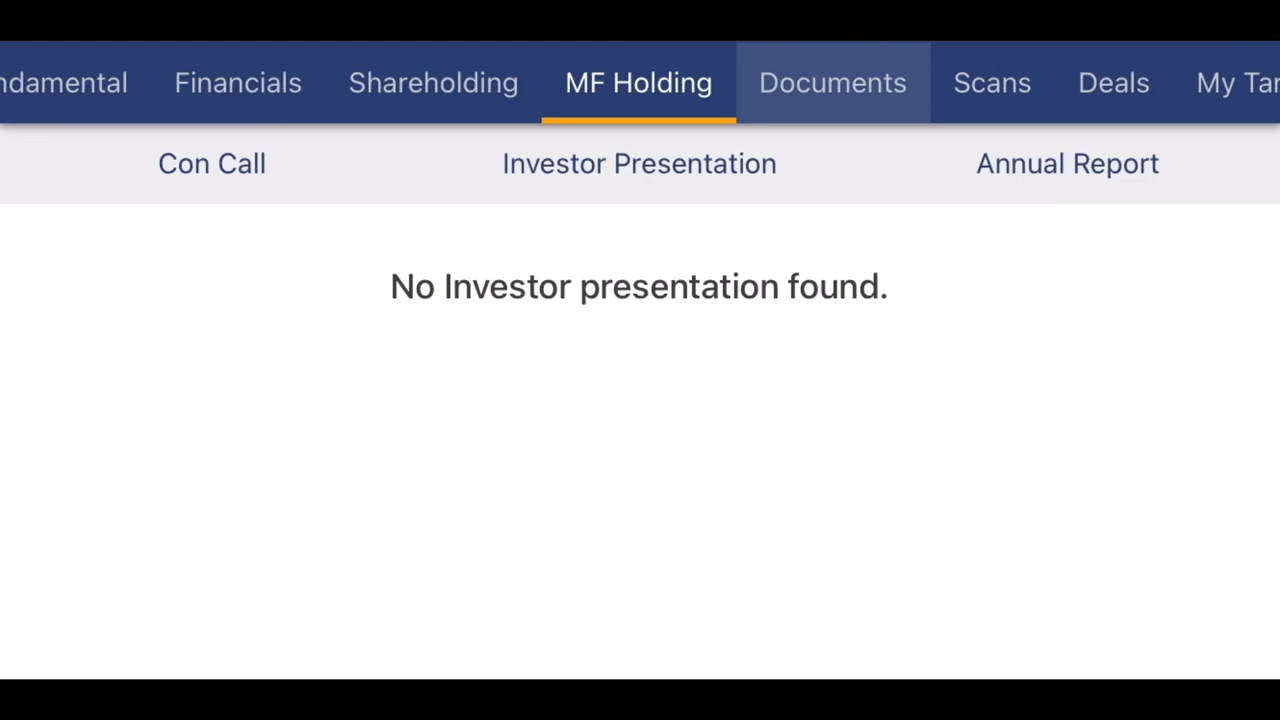 ndamental Financials Shareholding MF Holding Documents Scans Deals My Tar
Con Call Investor Presentation Annual Report
No Investor presentation found.